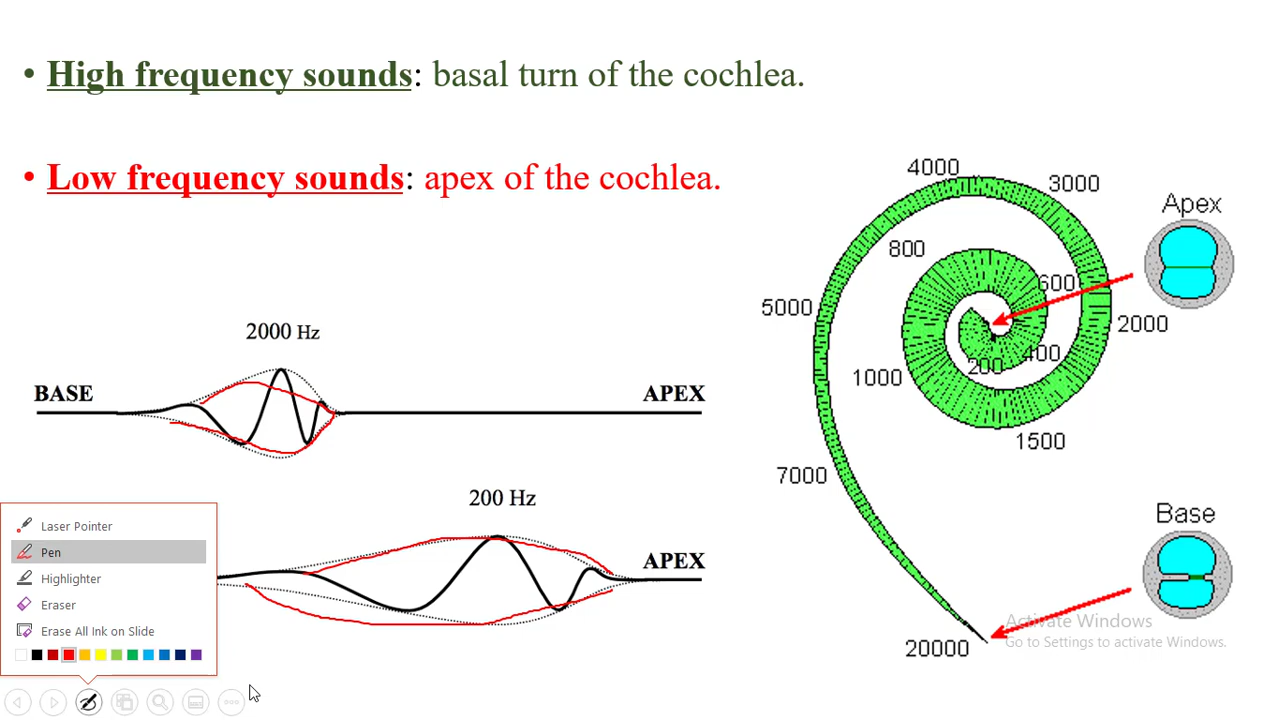 • High frequency sounds: basal turn of the cochlea.
• Low frequency sounds: apex of the cochlea.
2000 Hz
BASE
APEX
200 Hz
APEX
4000
3000
800
600
5000
2000
400
200
1000
1500
7000
20000
Apex
Base
Laser Pointer
Pen
Highlighter
Eraser
Erase All Ink on Slide
Activate Windows
Go to Settings to activate Windows.